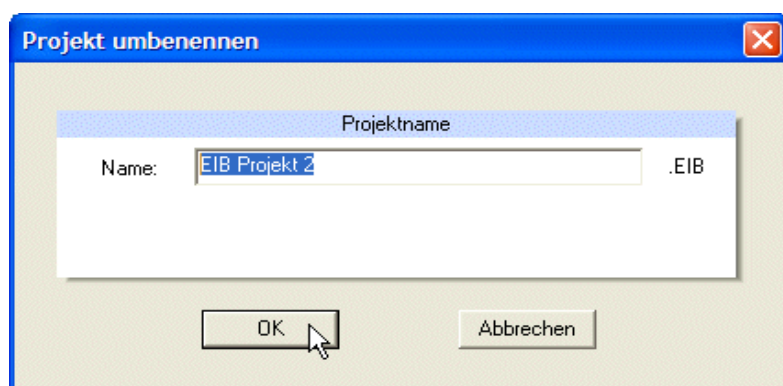 Projekt umbenennen
Projektname
Name: EIB Projekt 2 .EIB
OK Abbrechen